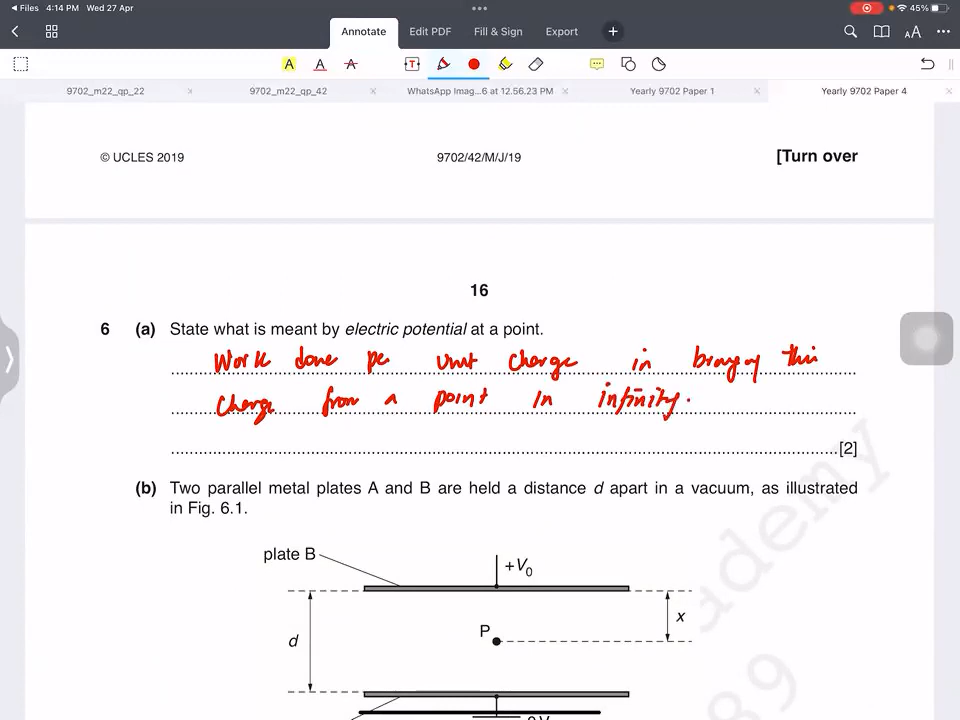 Files 4:14 PM Wed 27 Apr 45%
Annotate Edit PDF Fill & Sign Export
9702_m22_qp_22 9702_m22_qp_42 WhatsApp Imag...6 at 12.56.23 PM Yearly 9702 Paper 1 Yearly 9702 Paper 4
© UCLES 2019 9702/42/M/J/19 [Turn over
16
6 (a) State what is meant by electric potential at a point.
Work done per unit charge in bringing this
charge from a point in infinity.
[2]
(b) Two parallel metal plates A and B are held a distance d apart in a vacuum, as illustrated
in Fig. 6.1.
plate B
+V0
x
P
d
0V
ademy
89